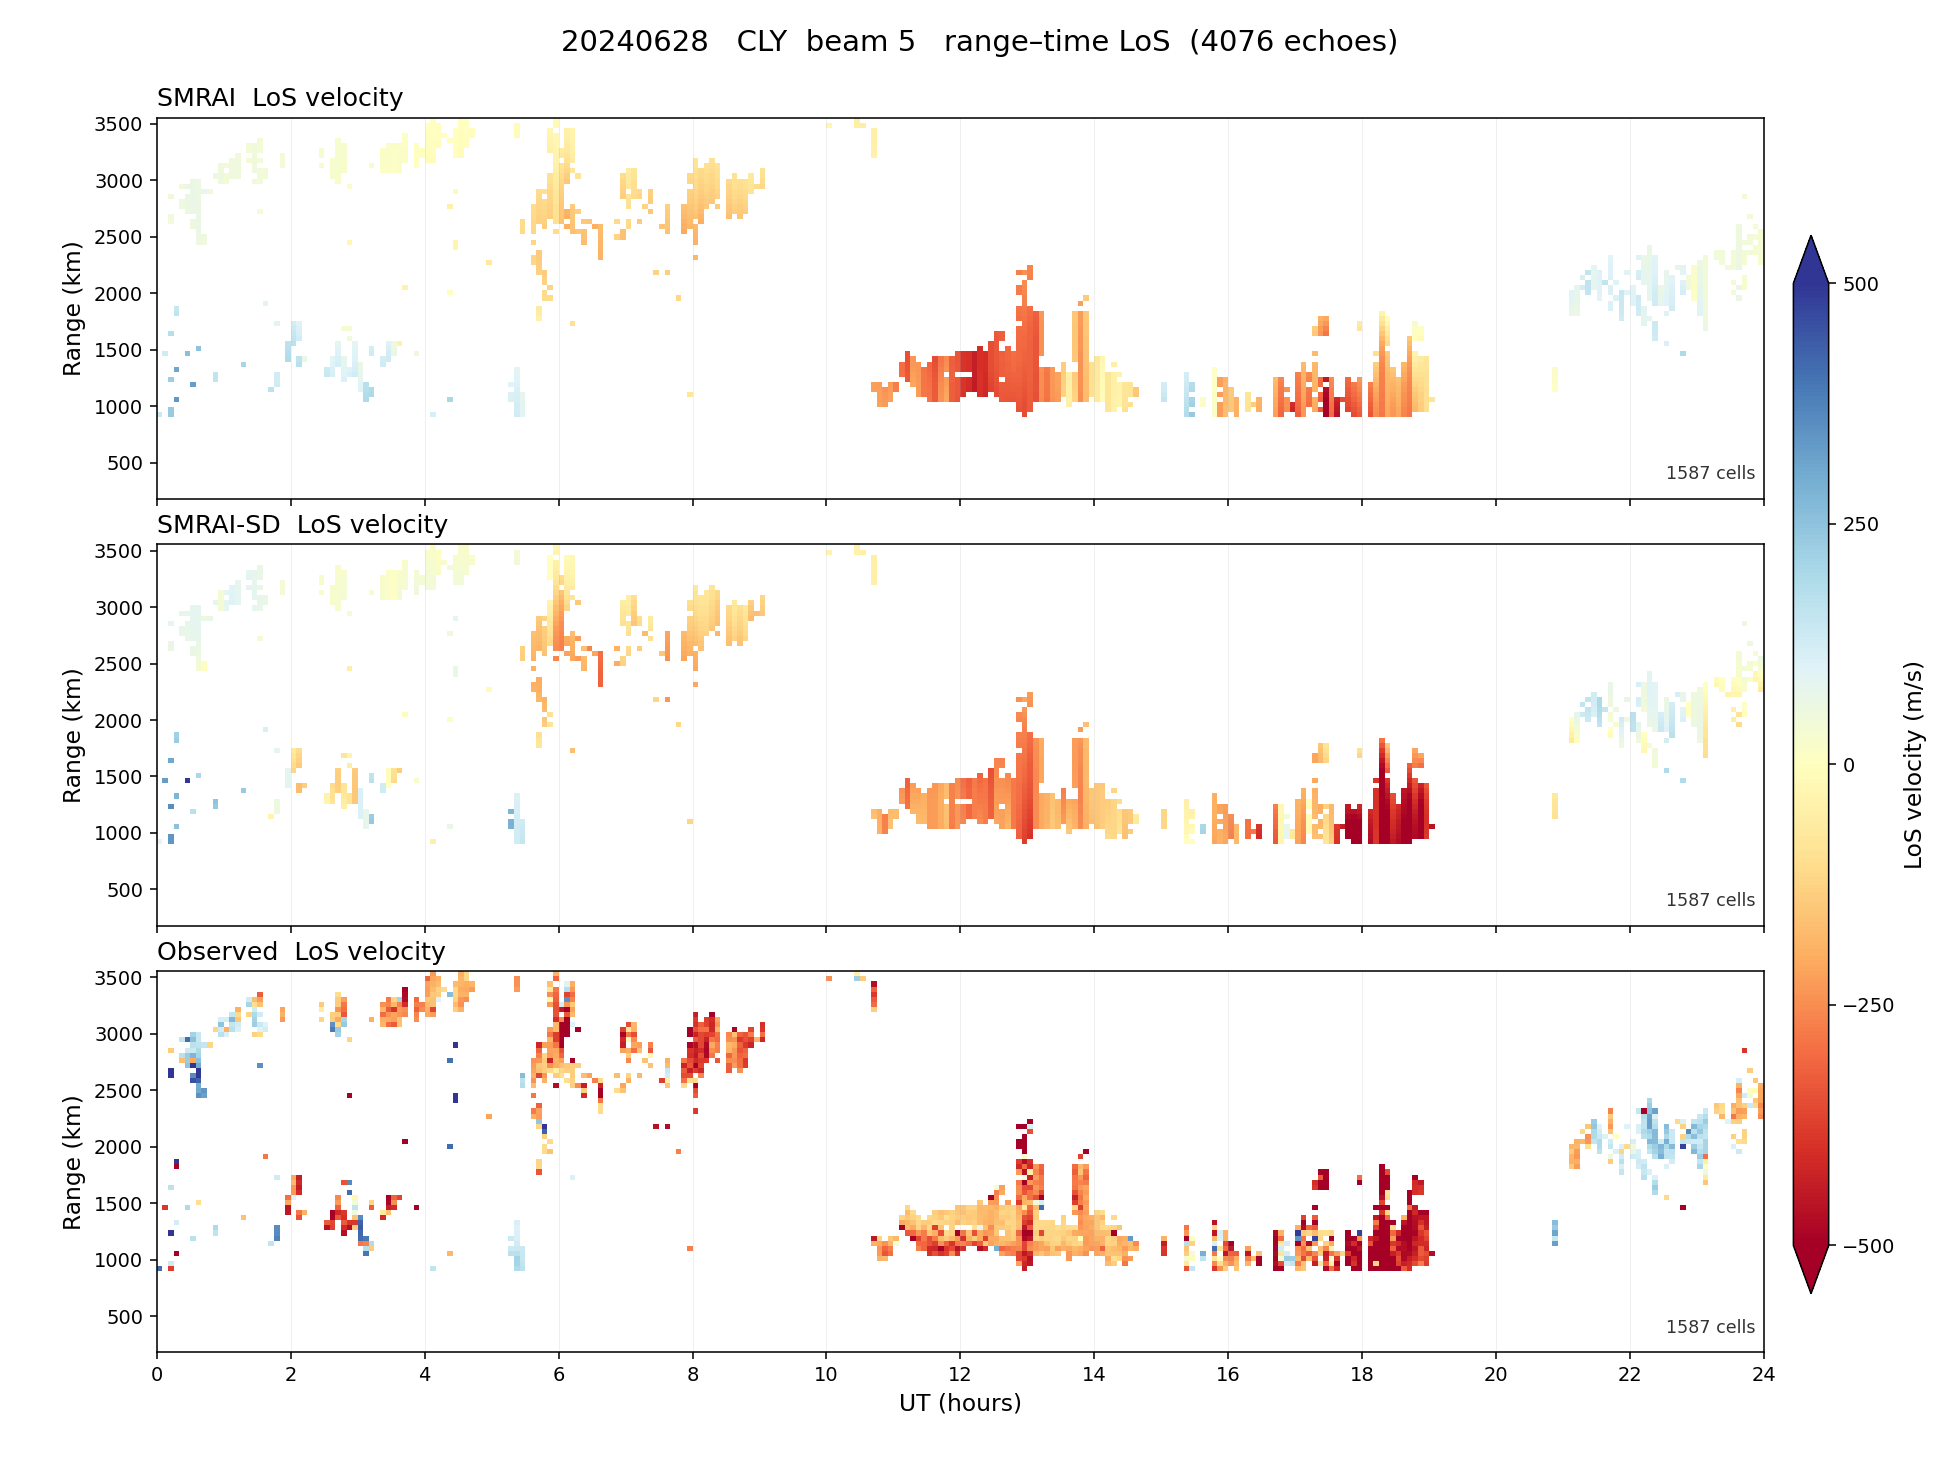 20240628   CLY  beam 5   range–time LoS  (4076 echoes)
SMRAI  LoS velocity
3500
3000
2500
2000
1500
1000
500
Range (km)
1587 cells
SMRAI-SD  LoS velocity
3500
3000
2500
2000
1500
1000
500
Range (km)
1587 cells
Observed  LoS velocity
3500
3000
2500
2000
1500
1000
500
Range (km)
1587 cells
0 2 4 6 8 10 12 14 16 18 20 22 24
UT (hours)
500
250
0
−250
−500
LoS velocity (m/s)